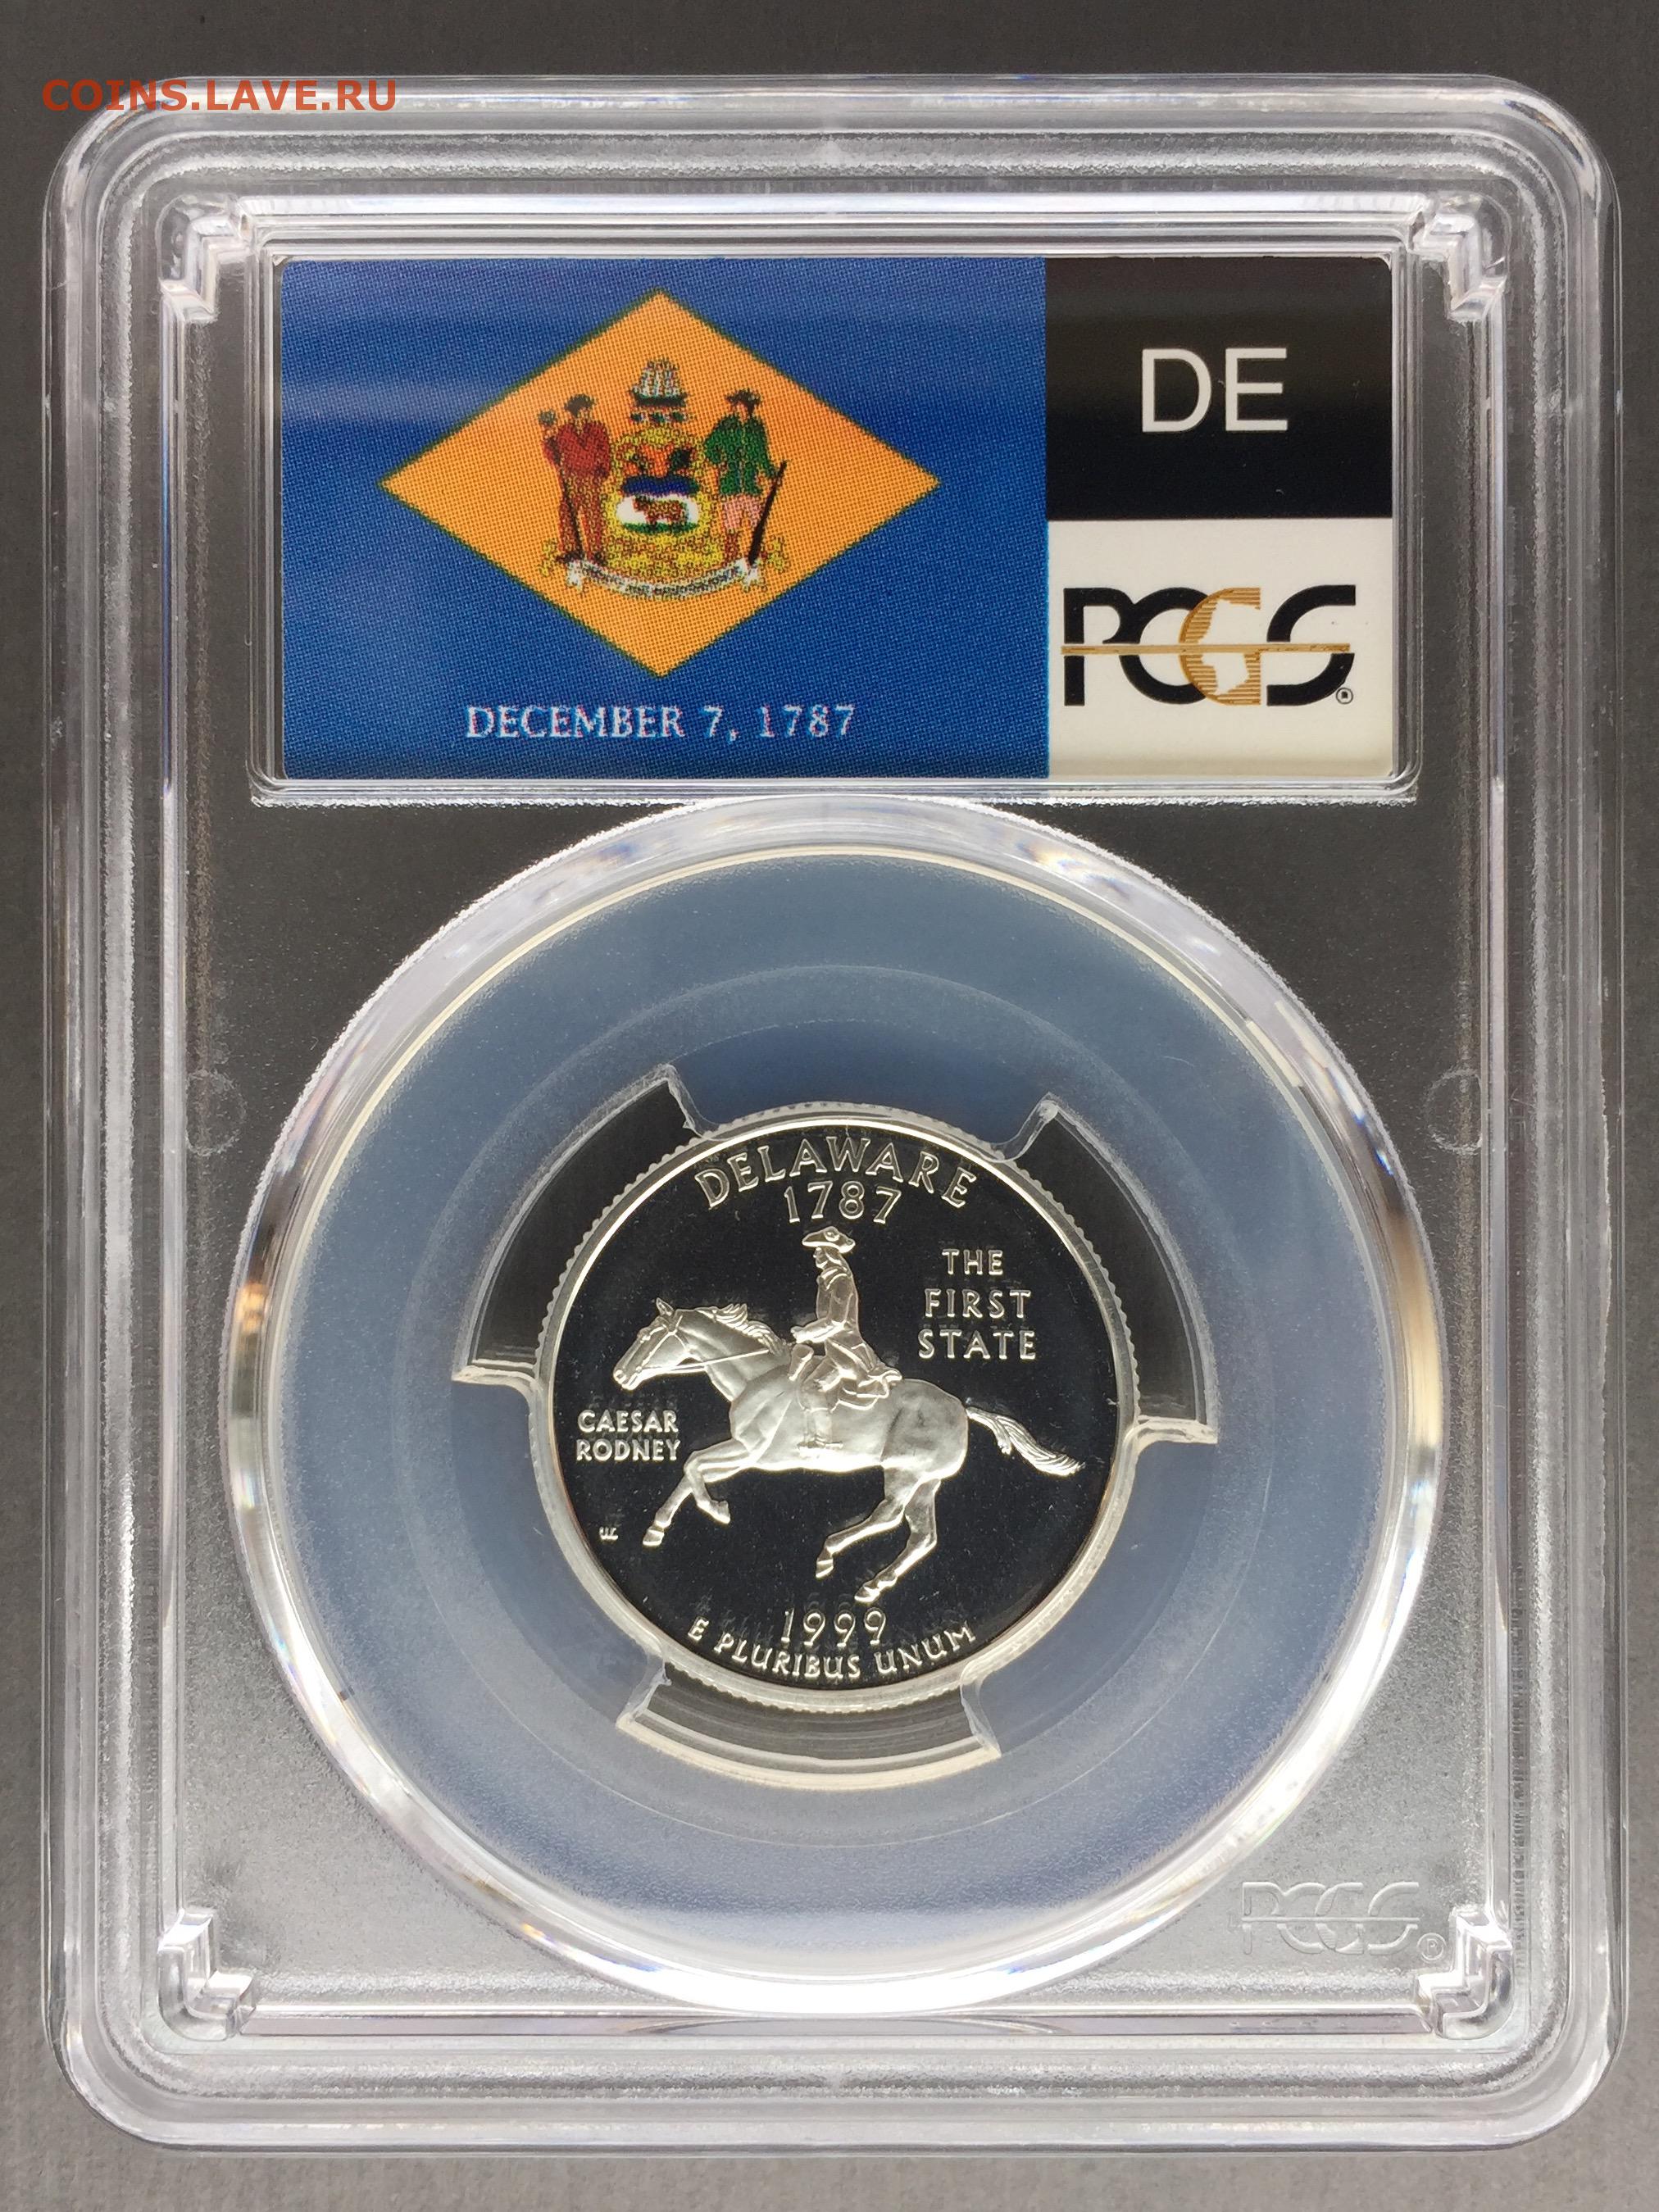 COINS.LAVE.RU
DE
PCGS®
DECEMBER 7, 1787
DELAWARE
1787
THE
FIRST
STATE
CAESAR
RODNEY
1999
E PLURIBUS UNUM
PCGS®